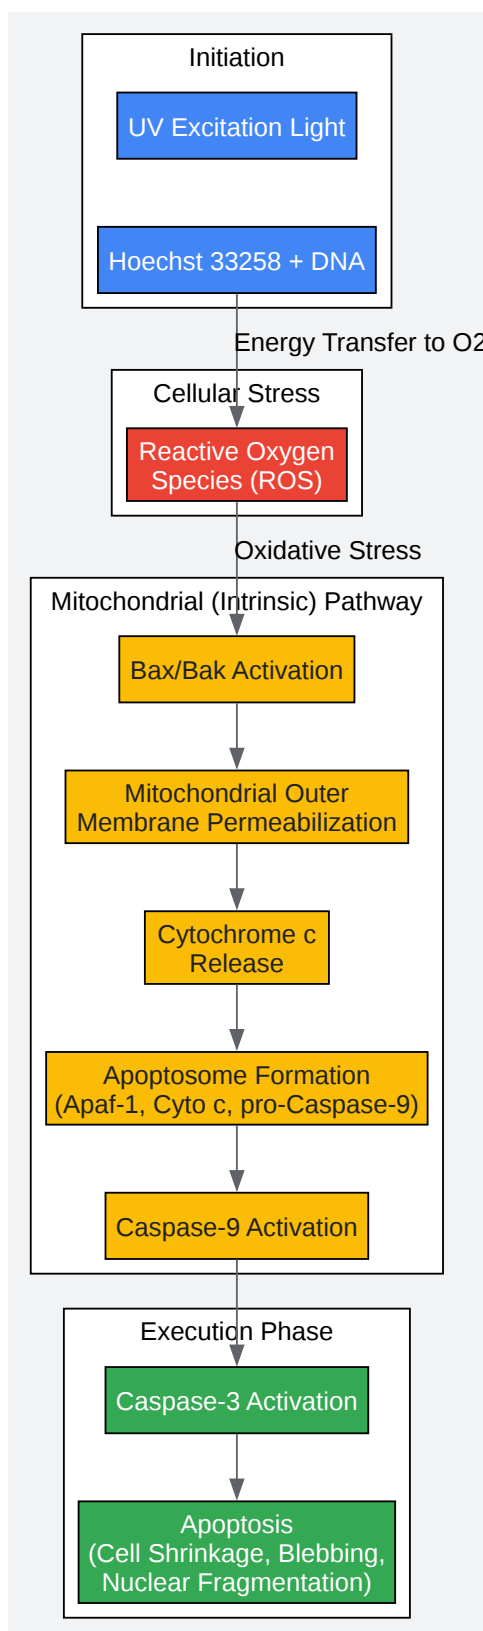 Initiation
UV Excitation Light
Hoechst 33258 + DNA
Energy Transfer to O2
Cellular Stress
Reactive Oxygen
Species (ROS)
Oxidative Stress
Mitochondrial (Intrinsic) Pathway
Bax/Bak Activation
Mitochondrial Outer
Membrane Permeabilization
Cytochrome c
Release
Apoptosome Formation
(Apaf-1, Cyto c, pro-Caspase-9)
Caspase-9 Activation
Execution Phase
Caspase-3 Activation
Apoptosis
(Cell Shrinkage, Blebbing,
Nuclear Fragmentation)